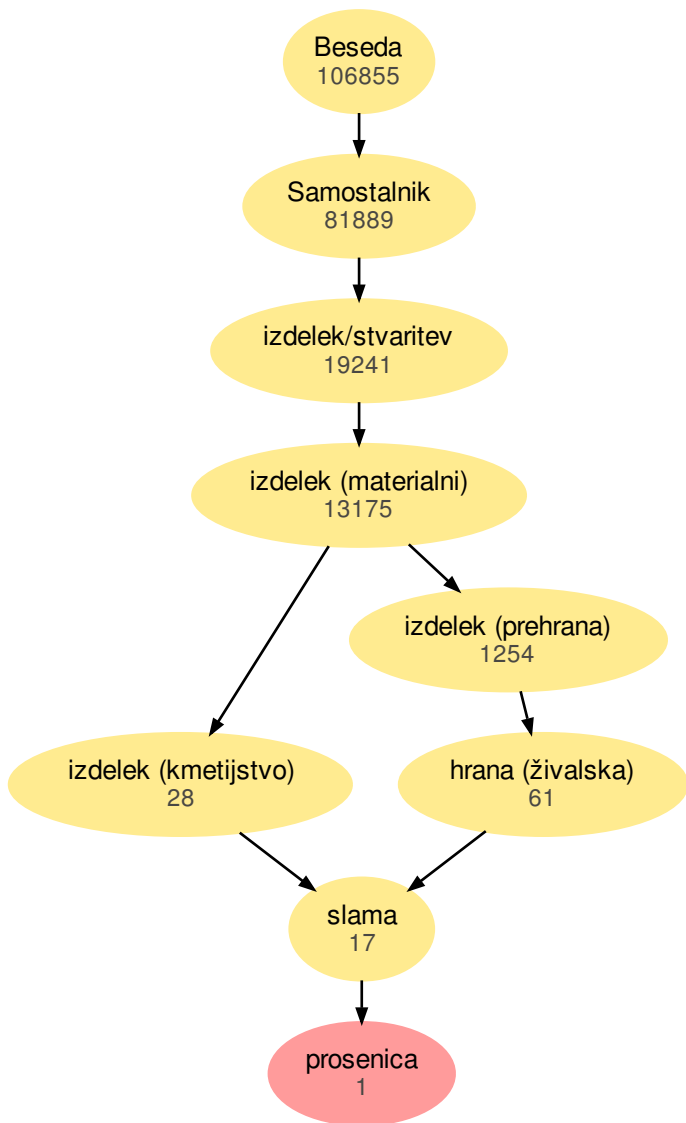 Beseda
106855
Samostalnik
81889
izdelek/stvaritev
19241
izdelek (materialni)
13175
izdelek (prehrana)
1254
izdelek (kmetijstvo)
28
hrana (živalska)
61
slama
17
prosenica
1